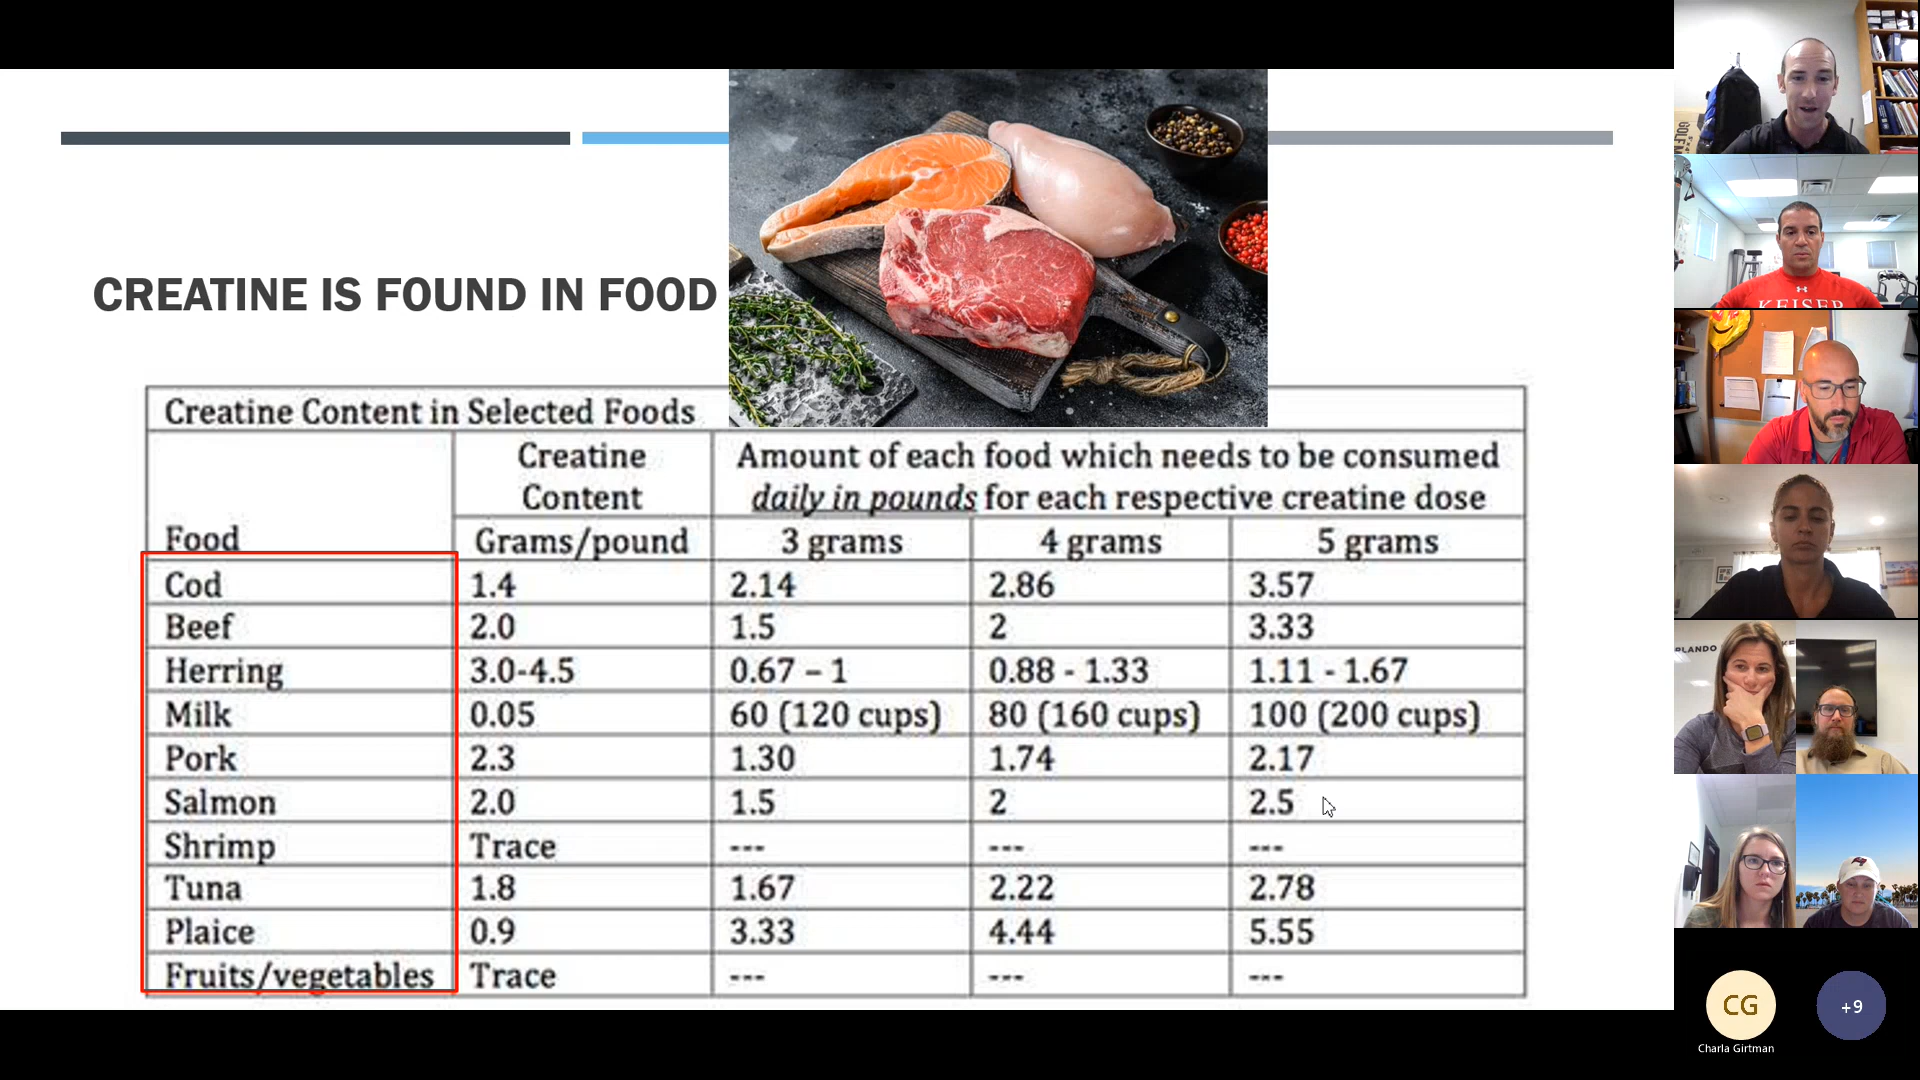 CREATINE IS FOUND IN FOOD
Creatine Content in Selected Foods
Food
Creatine
Content
Amount of each food which needs to be consumed
daily in pounds for each respective creatine dose
Grams/pound 3 grams 4 grams 5 grams
Cod 1.4 2.14 2.86 3.57
Beef 2.0 1.5 2 3.33
Herring 3.0-4.5 0.67 – 1 0.88 - 1.33 1.11 - 1.67
Milk 0.05 60 (120 cups) 80 (160 cups) 100 (200 cups)
Pork 2.3 1.30 1.74 2.17
Salmon 2.0 1.5 2 2.5
Shrimp Trace --- --- ---
Tuna 1.8 1.67 2.22 2.78
Plaice 0.9 3.33 4.44 5.55
Fruits/vegetables Trace --- --- ---
KEISER
CG
+9
Charla Girtman